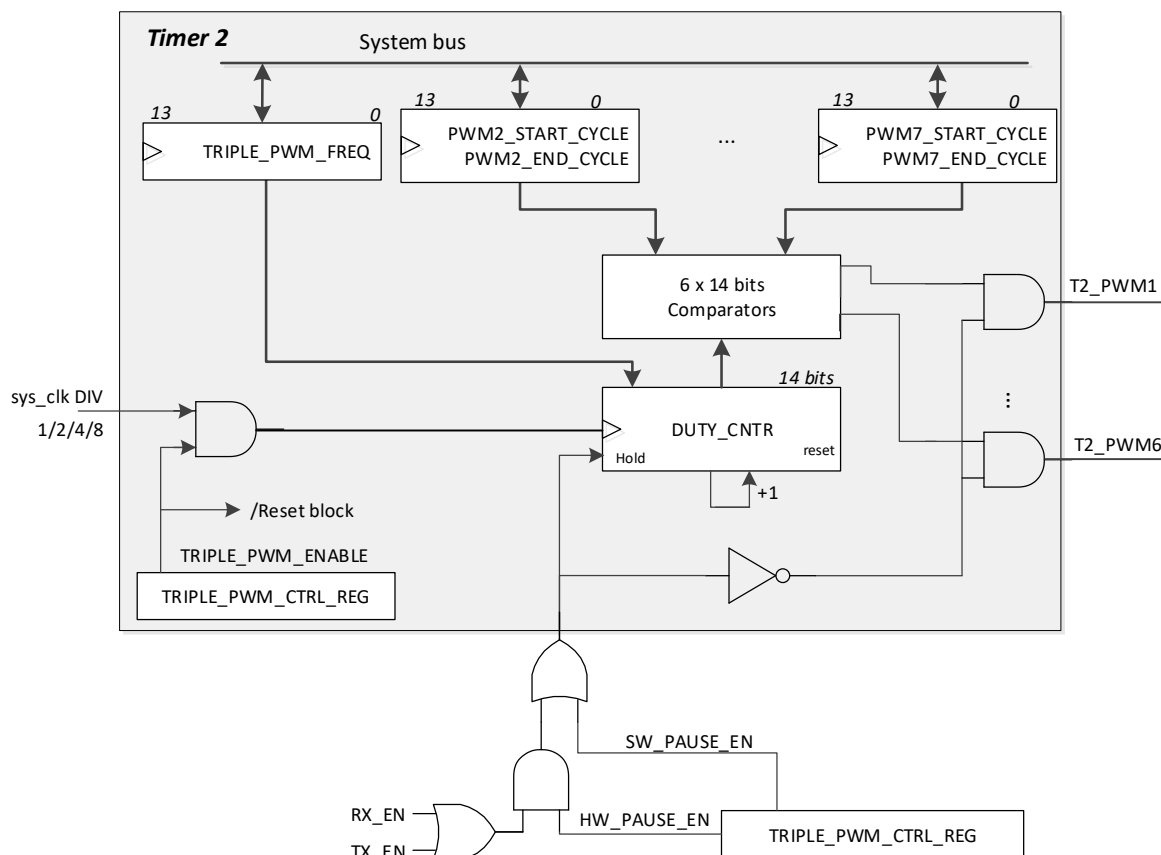 Timer 2
System bus
13
0
TRIPLE_PWM_FREQ
13
0
PWM2_START_CYCLE
PWM2_END_CYCLE
...
13
0
PWM7_START_CYCLE
PWM7_END_CYCLE
6 x 14 bits
Comparators
T2_PWM1
...
T2_PWM6
sys_clk DIV
1/2/4/8
14 bits
DUTY_CNTR
Hold
reset
+1
/Reset block
TRIPLE_PWM_ENABLE
TRIPLE_PWM_CTRL_REG
SW_PAUSE_EN
RX_EN
HW_PAUSE_EN
TRIPLE_PWM_CTRL_REG
TX_EN